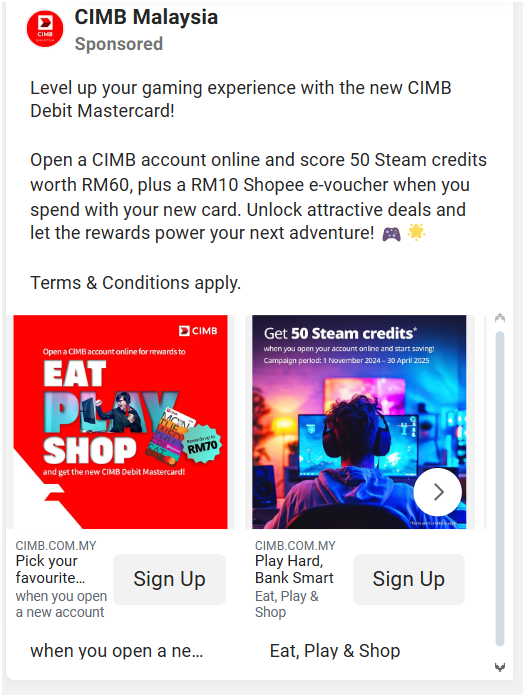 CIMB Malaysia
Sponsored
Level up your gaming experience with the new CIMB
Debit Mastercard!
Open a CIMB account online and score 50 Steam credits
worth RM60, plus a RM10 Shopee e-voucher when you
spend with your new card. Unlock attractive deals and
let the rewards power your next adventure! 🎮 🌟
Terms & Conditions apply.
CIMB
Open a CIMB account online for rewards to
EAT
PLAY
SHOP
Rewards up to
RM70
and get the new CIMB Debit Mastercard!
Get 50 Steam credits*
when you open your account online and start saving!
Campaign period: 1 November 2024 – 30 April 2025
*Terms and Conditions apply.
CIMB.COM.MY
Pick your
favourite...
when you open
a new account
Sign Up
CIMB.COM.MY
Play Hard,
Bank Smart
Eat, Play &
Shop
Sign Up
when you open a ne...
Eat, Play & Shop